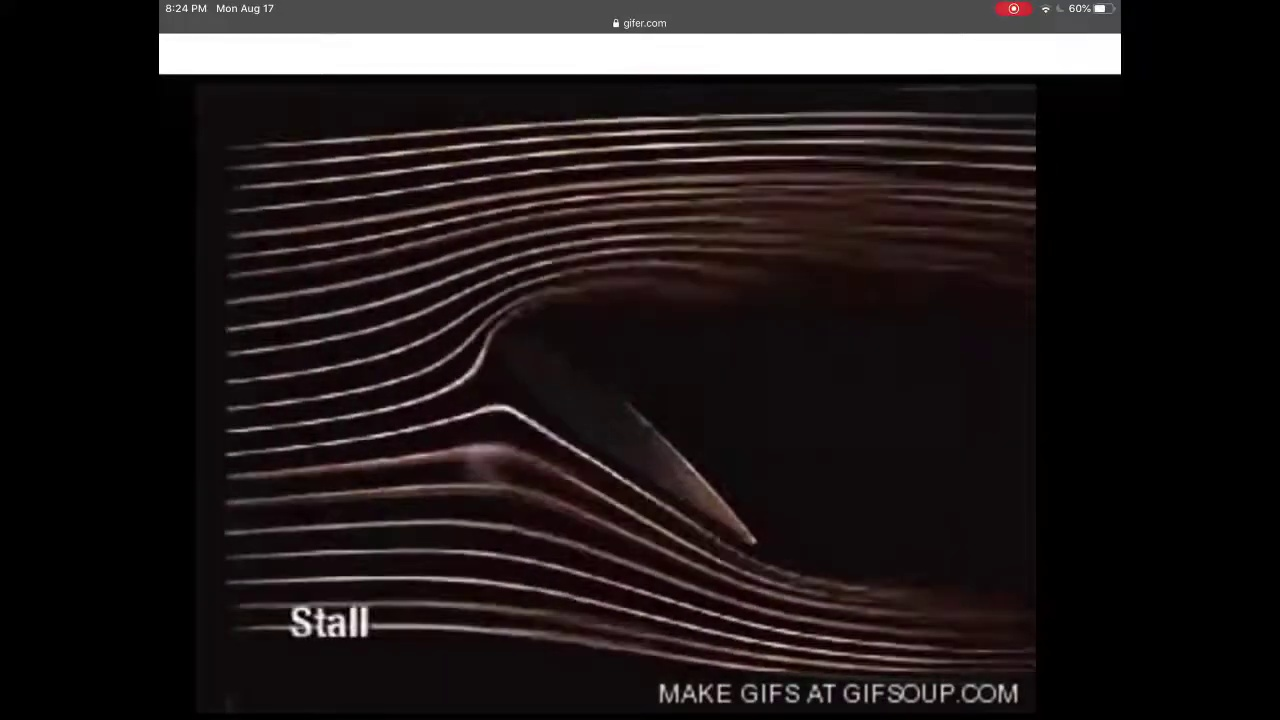 8:24 PM Mon Aug 17
60%
gifer.com
Stall
MAKE GIFS AT GIFSOUP.COM